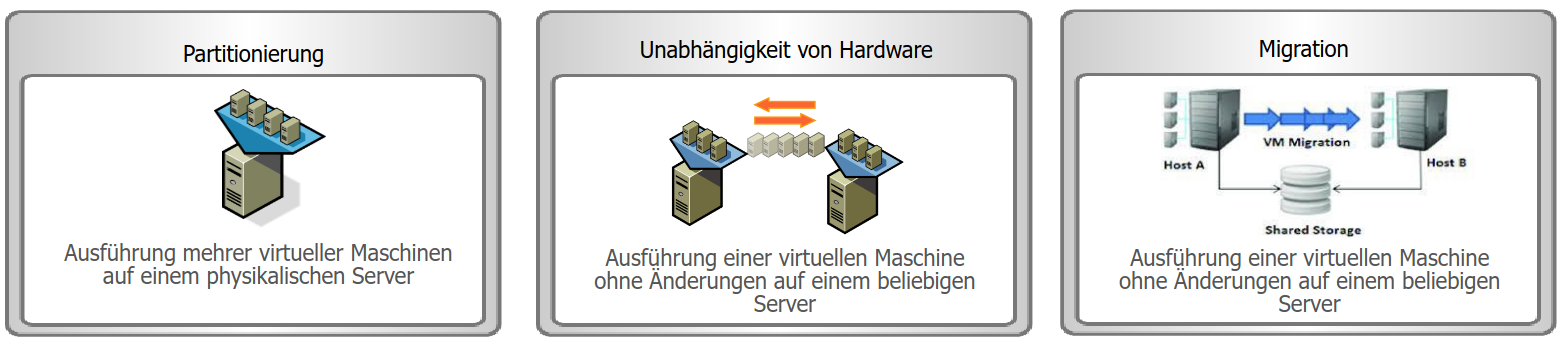 Partitionierung
Ausführung mehrer virtueller Maschinen
auf einem physikalischen Server
Unabhängigkeit von Hardware
Ausführung einer virtuellen Maschine
ohne Änderungen auf einem beliebigen
Server
Migration
VM Migration
Host A
Host B
Shared Storage
Ausführung einer virtuellen Maschine
ohne Änderungen auf einem beliebigen
Server